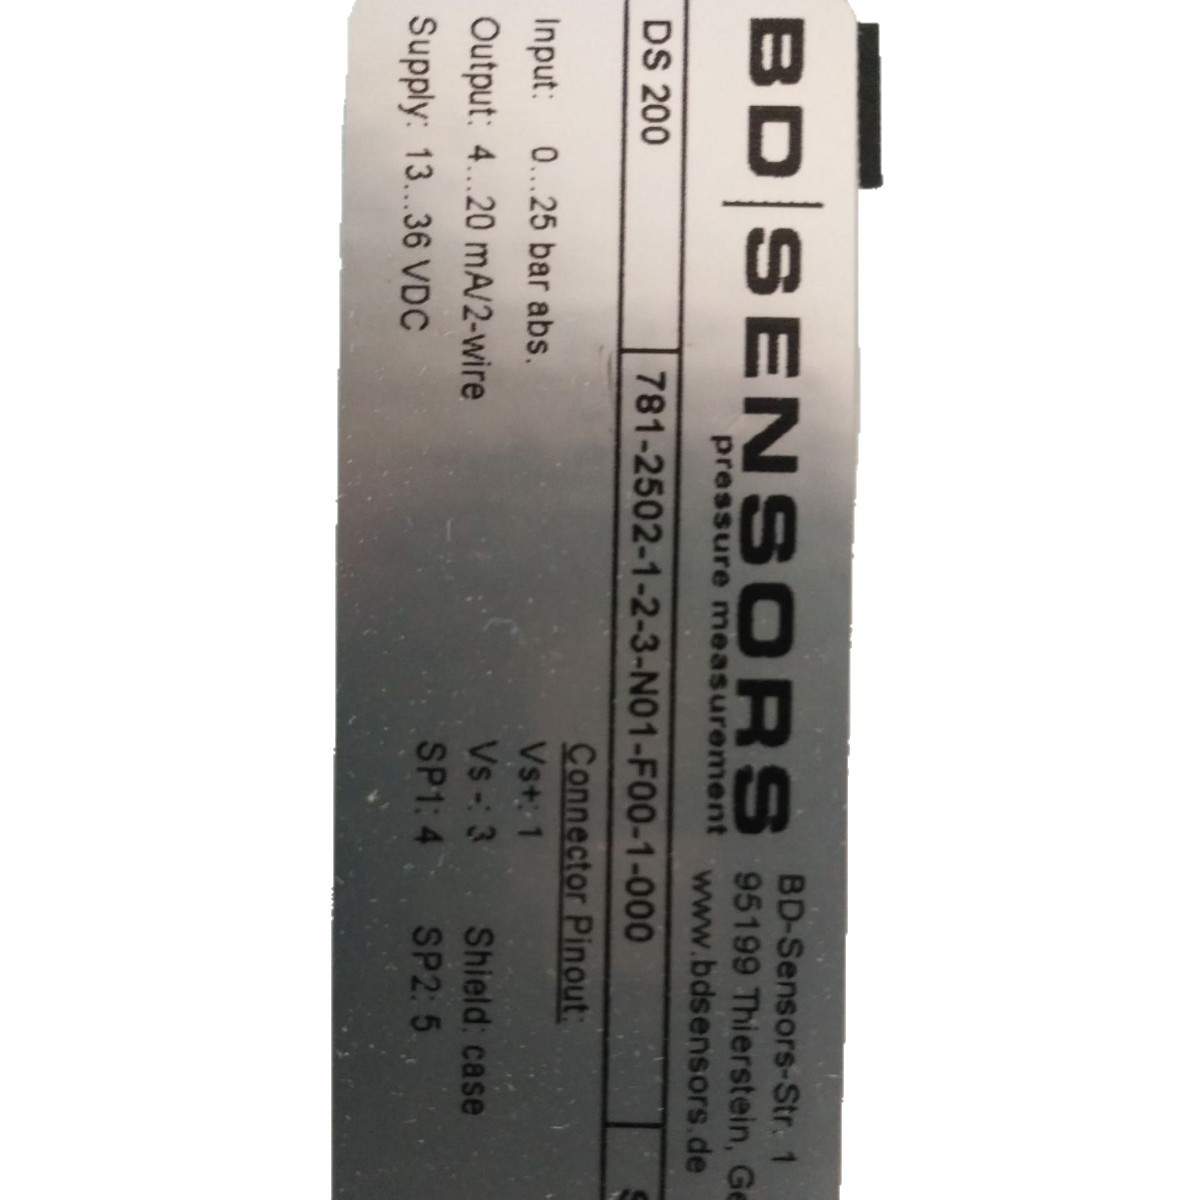 BD|SENSORS
pressure measurement
BD-Sensors-Str. 1
95199 Thierstein,
www.bdsensors.de
DS 200 781-2502-1-2-3-N01-F00-1-000
Connector Pinout:
Input: 0...25 bar abs. Vs+: 1
Output: 4...20 mA/2-wire Vs -: 3 Shield: case
Supply: 13...36 VDC SP1: 4 SP2: 5